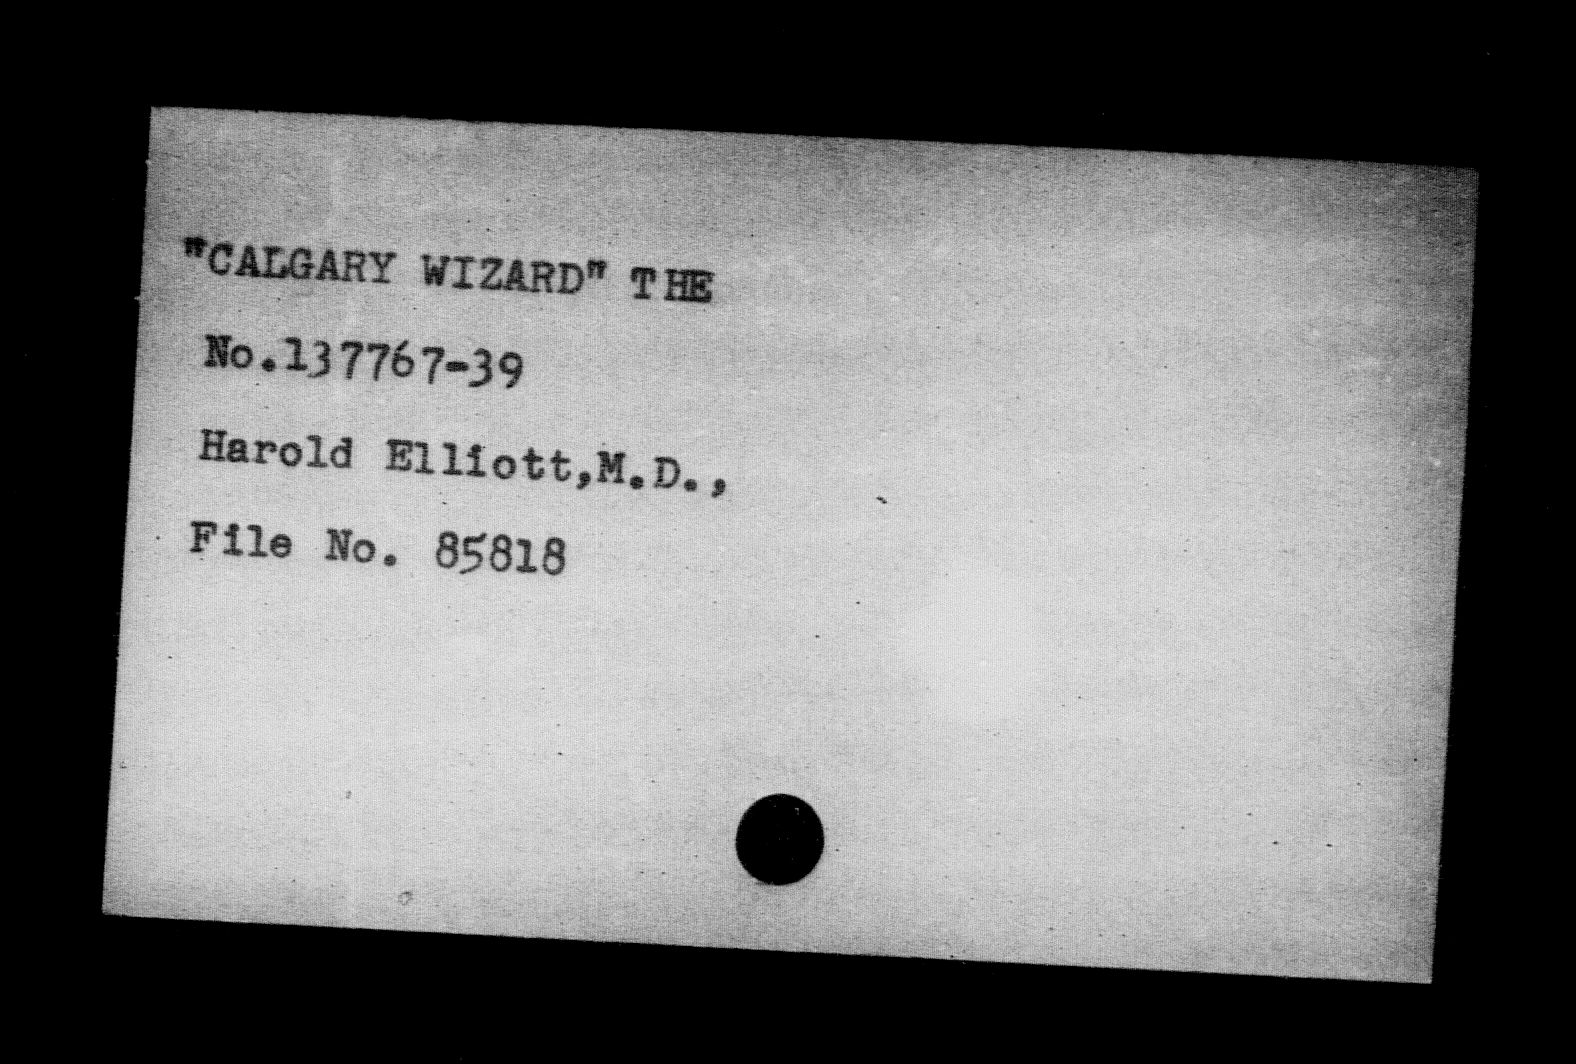 "CALGARY WIZARD" THE
No.137767-39
Harold Elliott,M.D.,
File No. 85818